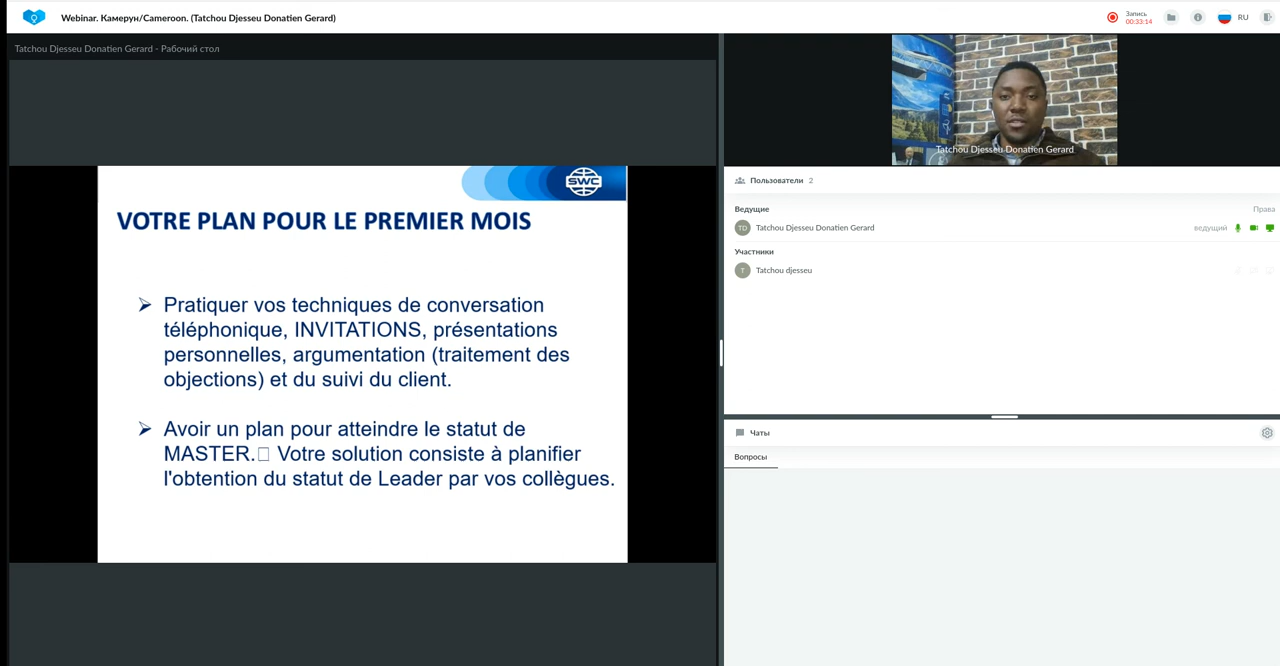 Webinar. Камерун/Cameroon. (Tatchou Djesseu Donatien Gerard)
Запись
00:33:14
RU
Tatchou Djesseu Donatien Gerard - Рабочий стол
SWC
VOTRE PLAN POUR LE PREMIER MOIS
➢ Pratiquer vos techniques de conversation
téléphonique, INVITATIONS, présentations
personnelles, argumentation (traitement des
objections) et du suivi du client.
➢ Avoir un plan pour atteindre le statut de
MASTER.□ Votre solution consiste à planifier
l'obtention du statut de Leader par vos collègues.
Tatchou Djesseu Donatien Gerard
Пользователи 2
Ведущие Права
TD Tatchou Djesseu Donatien Gerard ведущий
Участники
T Tatchou djesseu
Чаты
Вопросы